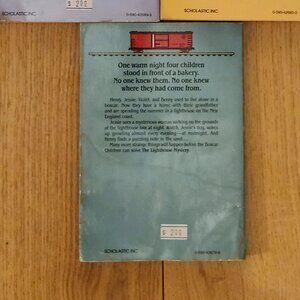 SCHOLASTIC INC.
$ 2.00
One warm night four children
stood in front of a bakery.
No one knew them. No one knew
where they had come from.
Henry, Jessie, Violet, and Benny used to live alone in a
boxcar. Now they have a home with their grandfather
and are spending the summer in a lighthouse on the New
England coast.
Jessie sees a mysterious woman walking on the grounds
of the lighthouse late at night. Watch, Jessie's dog, wakes
up growling almost every evening—at midnight. And
Benny finds a puzzling note in the sand...
Many more strange things will happen before the Boxcar
Children can solve The Lighthouse Mystery.
$ 2.00
SCHOLASTIC INC.
SCHOLASTIC INC.